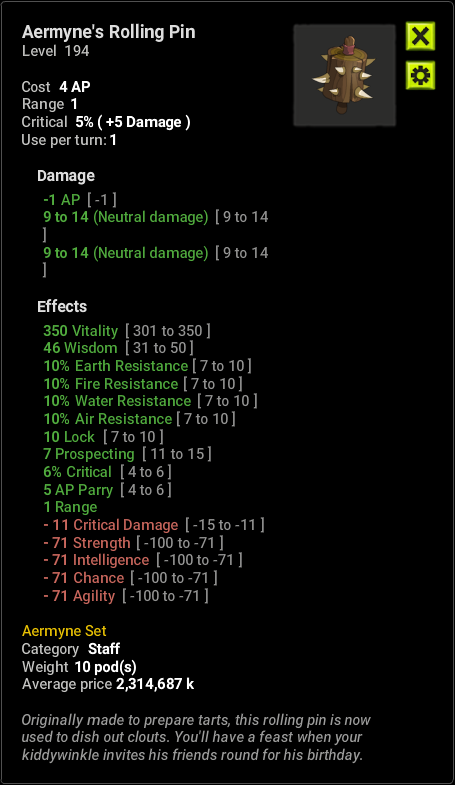 Aermyne's Rolling Pin
Level 194
Cost 4 AP
Range 1
Critical 5% ( +5 Damage )
Use per turn: 1
Damage
-1 AP [ -1 ]
9 to 14 (Neutral damage) [ 9 to 14
]
9 to 14 (Neutral damage) [ 9 to 14
]
Effects
350 Vitality [ 301 to 350 ]
46 Wisdom [ 31 to 50 ]
10% Earth Resistance [ 7 to 10 ]
10% Fire Resistance [ 7 to 10 ]
10% Water Resistance [ 7 to 10 ]
10% Air Resistance [ 7 to 10 ]
10 Lock [ 7 to 10 ]
7 Prospecting [ 11 to 15 ]
6% Critical [ 4 to 6 ]
5 AP Parry [ 4 to 6 ]
1 Range
- 11 Critical Damage [ -15 to -11 ]
- 71 Strength [ -100 to -71 ]
- 71 Intelligence [ -100 to -71 ]
- 71 Chance [ -100 to -71 ]
- 71 Agility [ -100 to -71 ]
Aermyne Set
Category Staff
Weight 10 pod(s)
Average price 2,314,687 k
Originally made to prepare tarts, this rolling pin is now
used to dish out clouts. You'll have a feast when your
kiddywinkle invites his friends round for his birthday.